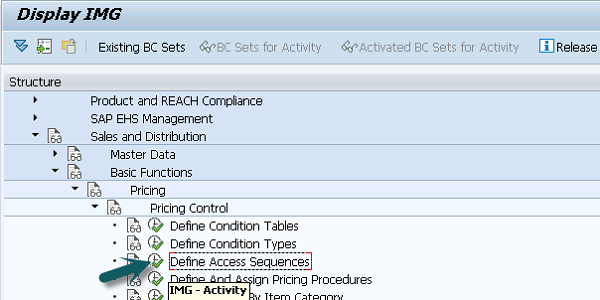 Display IMG
Existing BC Sets BC Sets for Activity Activated BC Sets for Activity Release
Structure
Product and REACH Compliance
SAP EHS Management
Sales and Distribution
Master Data
Basic Functions
Pricing
Pricing Control
Define Condition Tables
Define Condition Types
Define Access Sequences
Define And Assign Pricing Procedures
IMG - Activity By Item Category